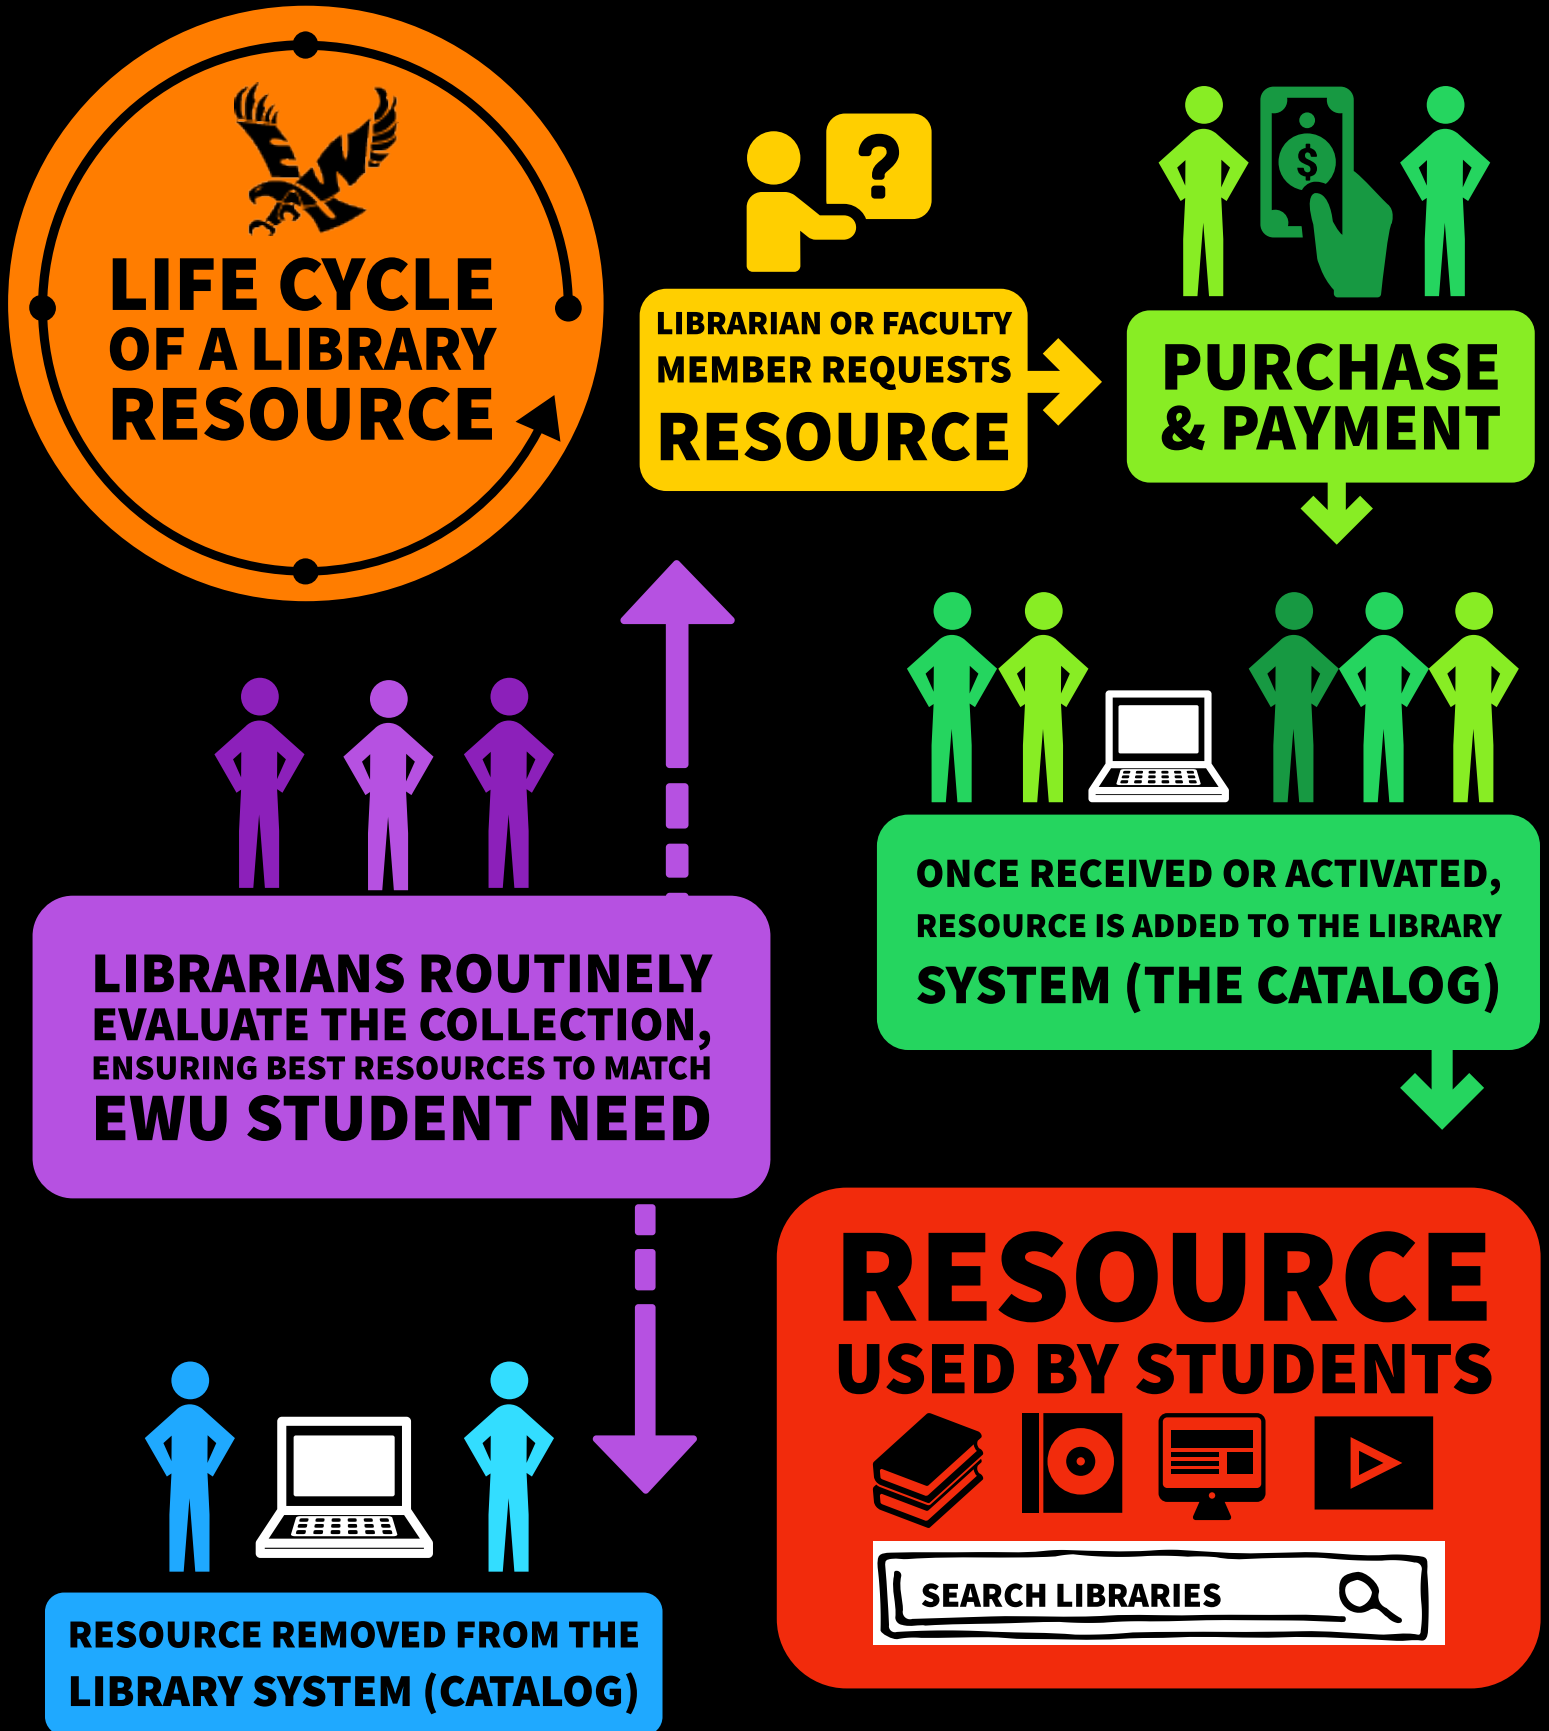 EW
LIFE CYCLE
OF A LIBRARY
RESOURCE
?
LIBRARIAN OR FACULTY
MEMBER REQUESTS
RESOURCE
$
PURCHASE
& PAYMENT
ONCE RECEIVED OR ACTIVATED,
RESOURCE IS ADDED TO THE LIBRARY
SYSTEM (THE CATALOG)
RESOURCE
USED BY STUDENTS
SEARCH LIBRARIES
LIBRARIANS ROUTINELY
EVALUATE THE COLLECTION,
ENSURING BEST RESOURCES TO MATCH
EWU STUDENT NEED
RESOURCE REMOVED FROM THE
LIBRARY SYSTEM (CATALOG)